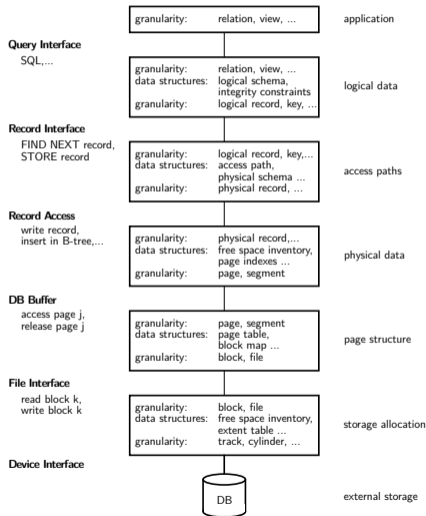 granularity: relation, view, ... application
Query Interface
SQL,...
granularity: relation, view, ...
data structures: logical schema, logical data
integrity constraints
granularity: logical record, key, ...
Record Interface
FIND NEXT record,
STORE record
granularity: logical record, key,...
data structures: access path, access paths
physical schema ...
granularity: physical record, ...
Record Access
write record,
insert in B-tree,...
granularity: physical record,...
data structures: free space inventory, physical data
page indexes ...
granularity: page, segment
DB Buffer
access page j,
release page j
granularity: page, segment
data structures: page table, page structure
block map ...
granularity: block, file
File Interface
read block k,
write block k
granularity: block, file
data structures: free space inventory, storage allocation
extent table ...
granularity: track, cylinder, ...
Device Interface
DB external storage